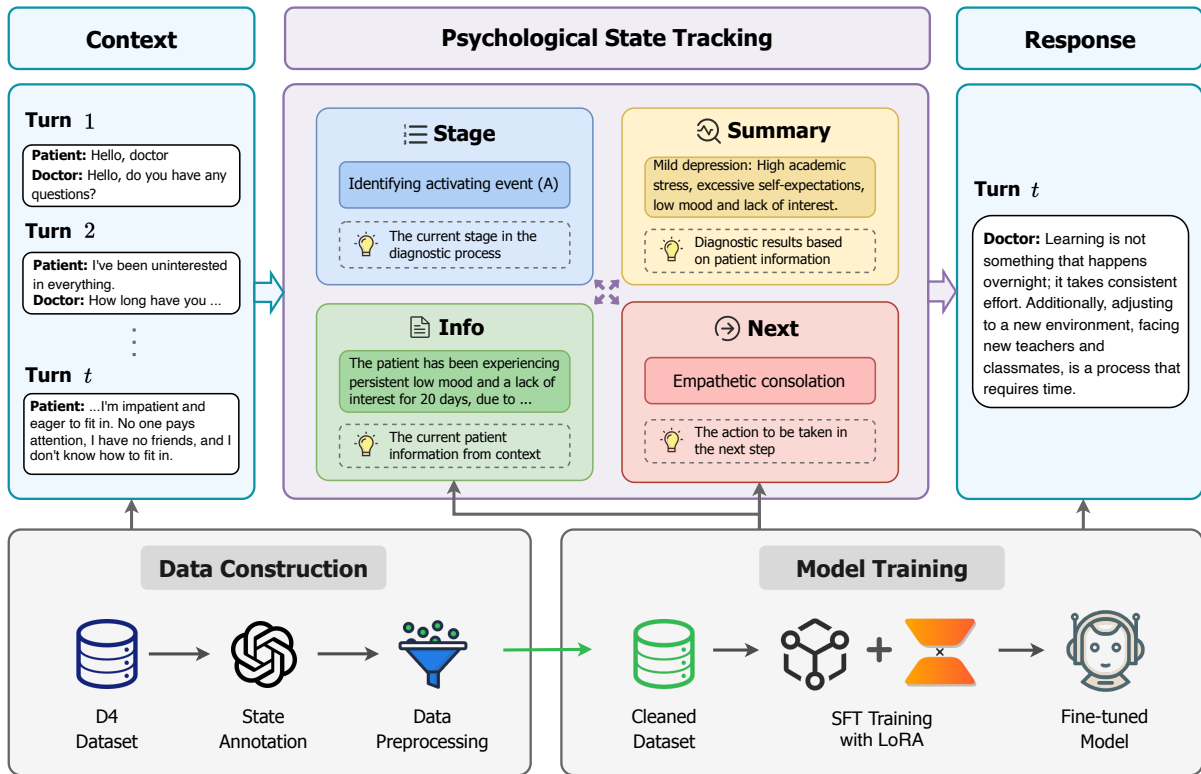 Context
Psychological State Tracking
Response
Turn 1
Patient: Hello, doctor
Doctor: Hello, do you have any
questions?
Turn 2
Patient: I've been uninterested
in everything.
Doctor: How long have you ...
Turn t
Patient: ...I'm impatient and
eager to fit in. No one pays
attention, I have no friends, and I
don't know how to fit in.
Stage
Identifying activating event (A)
The current stage in the
diagnostic process
Summary
Mild depression: High academic
stress, excessive self-expectations,
low mood and lack of interest.
Diagnostic results based
on patient information
Info
The patient has been experiencing
persistent low mood and a lack of
interest for 20 days, due to ...
The current patient
information from context
Next
Empathetic consolation
The action to be taken in
the next step
Turn t
Doctor: Learning is not
something that happens
overnight; it takes consistent
effort. Additionally, adjusting
to a new environment, facing
new teachers and
classmates, is a process that
requires time.
Data Construction
D4
Dataset
State
Annotation
Data
Preprocessing
Model Training
Cleaned
Dataset
SFT Training
with LoRA
Fine-tuned
Model